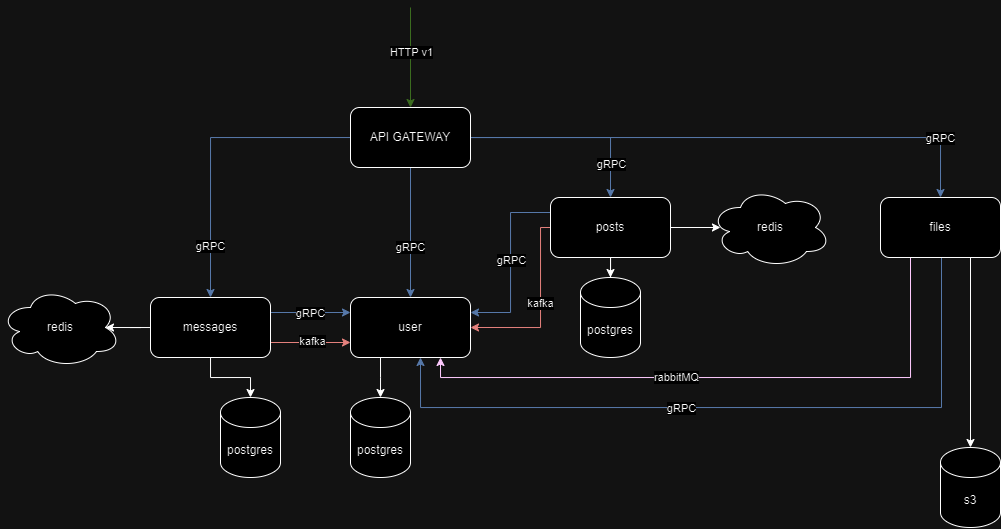 HTTP v1
API GATEWAY
gRPC
gRPC
posts
redis
files
gRPC
gRPC
gRPC
kafka
redis
messages
gRPC
kafka
user
postgres
rabbitMQ
gRPC
postgres
postgres
s3